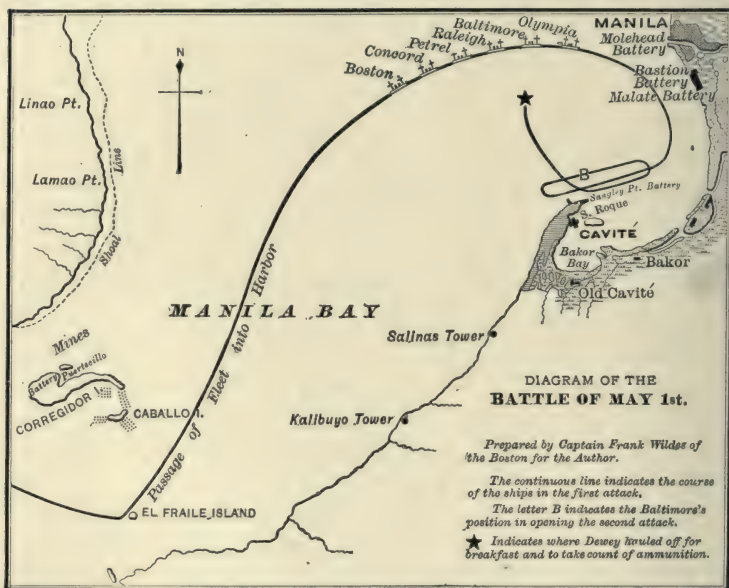 MANILA
Molehead
Battery
Bastion
Battery
Malate Battery
Olympia
Baltimore
Raleigh
Petrel
Concord
Boston
N
Linao Pt.
Lamao Pt.
Shoal Line
B
Sangley Pt. Battery
S. Roque
CAVITÉ
Bakor
Bay
Bakor
Old Cavité
MANILA BAY
Passage of Fleet into Harbor
Salinas Tower
Kalibuyo Tower
Mines
Battery
Puertecillo
CORREGIDOR I.
CABALLO I.
EL FRAILE ISLAND
DIAGRAM OF THE
BATTLE OF MAY 1st.
Prepared by Captain Frank Wildes of
the Boston for the Author.
The continuous line indicates the course
of the ships in the first attack.
The letter B indicates the Baltimore's
position in opening the second attack.
Indicates where Dewey hauled off for
breakfast and to take count of ammunition.